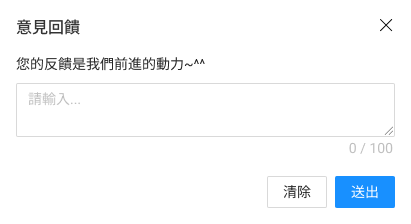 意見回饋
您的反饋是我們前進的動力~^^
請輸入...
0 / 100
清除
送出